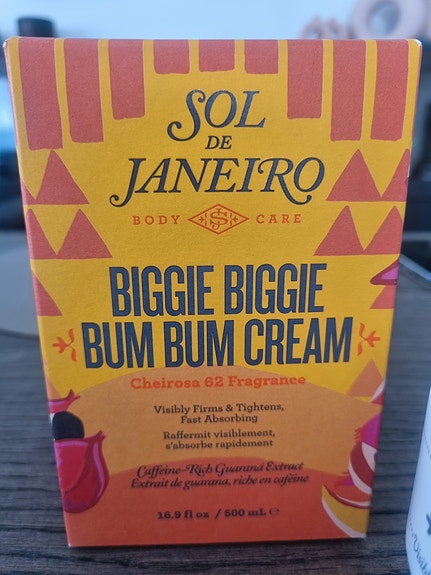 SOL
DE
JANEIRO
BODY CARE
BIGGIE BIGGIE
BUM BUM CREAM
Cheirosa 62 Fragrance
Visibly Firms & Tightens,
Fast Absorbing
Raffermit visiblement,
s'absorbe rapidement
Caffeine-Rich Guaraná Extract
Extrait de guarana, riche en caféine
16.9 fl oz / 500 mL ℮